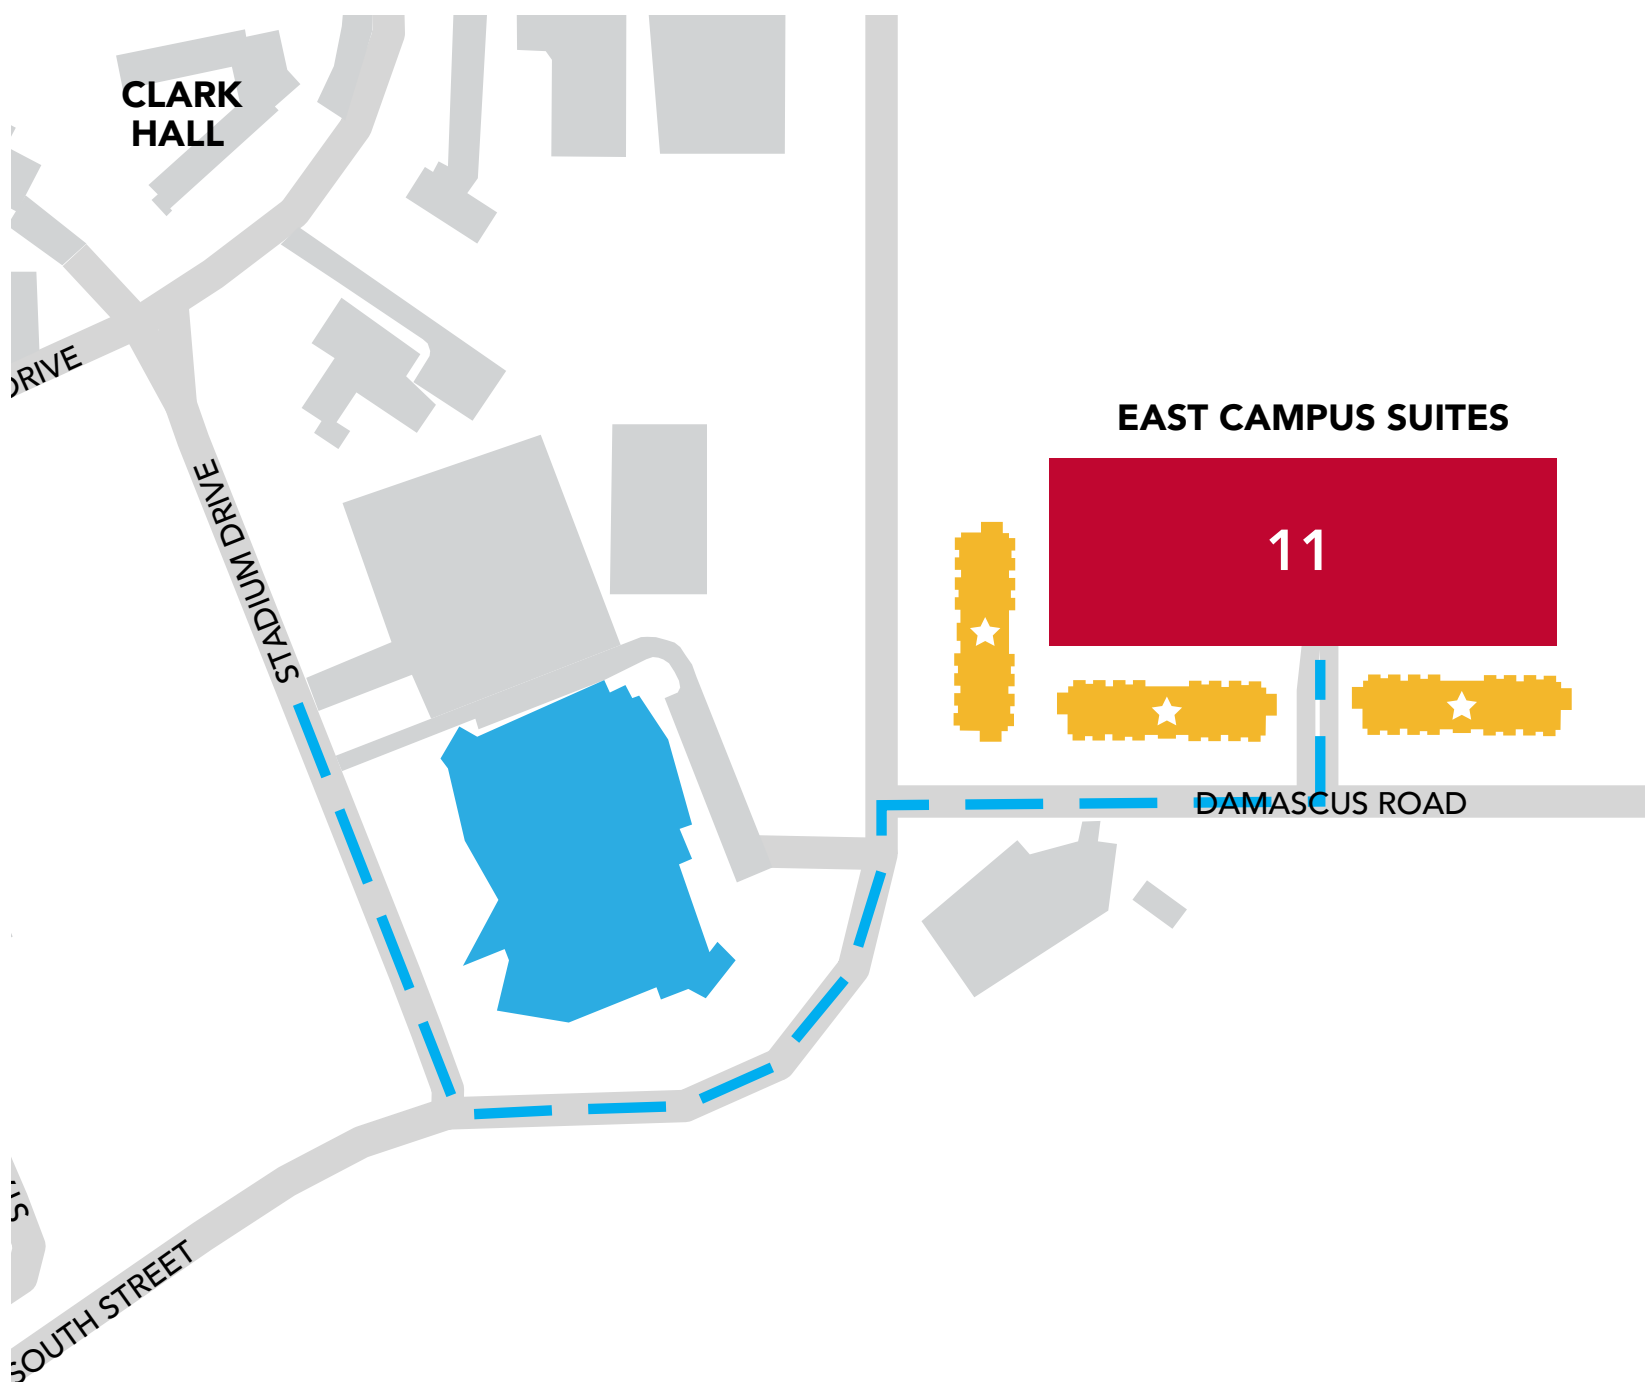 CLARK
HALL
DRIVE
STADIUM DRIVE
EAST CAMPUS SUITES
11
DAMASCUS ROAD
SOUTH STREET